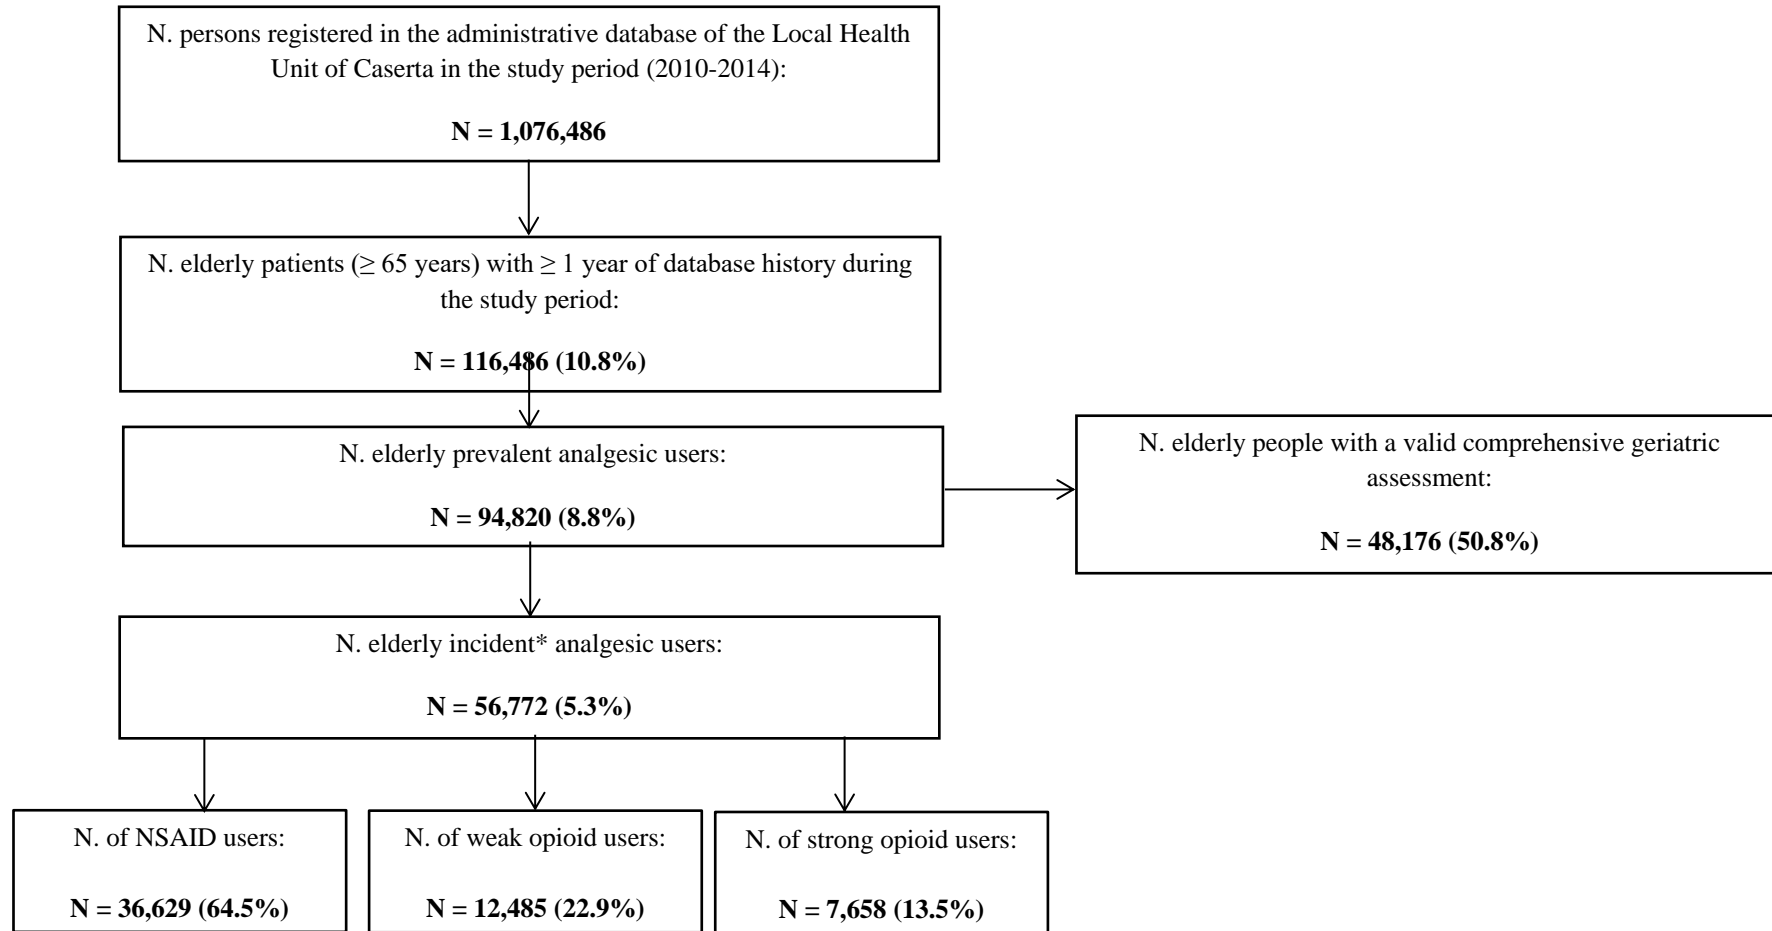 N. persons registered in the administrative database of the Local Health
Unit of Caserta in the study period (2010-2014):
N = 1,076,486
N. elderly patients (≥ 65 years) with ≥ 1 year of database history during
the study period:
N = 116,486 (10.8%)
N. elderly prevalent analgesic users:
N = 94,820 (8.8%)
N. elderly people with a valid comprehensive geriatric
assessment:
N = 48,176 (50.8%)
N. elderly incident* analgesic users:
N = 56,772 (5.3%)
N. of NSAID users:
N = 36,629 (64.5%)
N. of weak opioid users:
N = 12,485 (22.9%)
N. of strong opioid users:
N = 7,658 (13.5%)